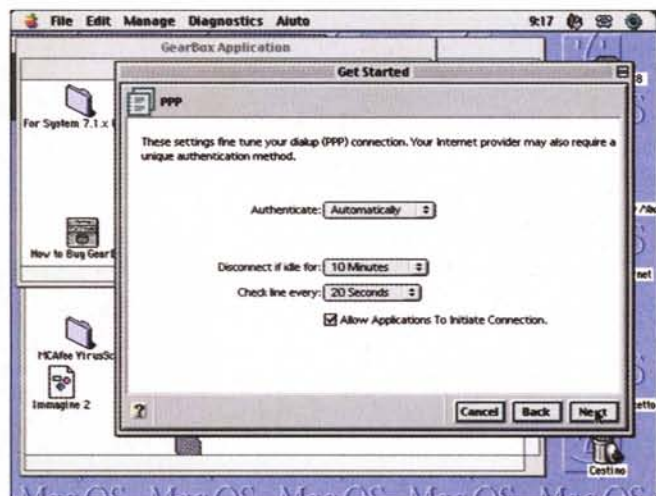 File Edit Manage Diagnostics Aiuto 9:17
GearBox Application
Get Started
PPP
For System 7.1.x
These settings fine tune your dialup (PPP) connection. Your Internet provider may also require a
unique authentication method.
Authenticate: Automatically
How to Bug Gear
Disconnect if idle for: 10 Minutes
Check line every: 20 Seconds
Allow Applications To Initiate Connection.
MCAfee VirusSc
Immagine 2
? Cancel Back Next
Cestino
Mac OS Mac OS Mac OS Mac OS Mac OS